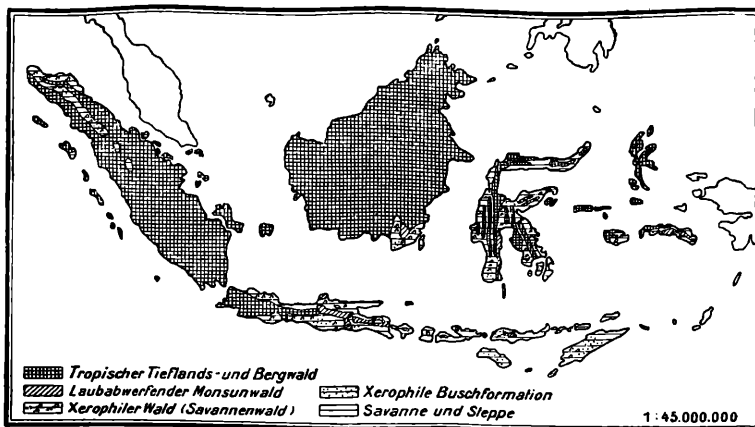 Tropischer Tieflands- und Bergwald
Laubabwerfender Monsunwald
Xerophiler Wald (Savannenwald)
Xerophile Buschformation
Savanne und Steppe
1:45.000.000